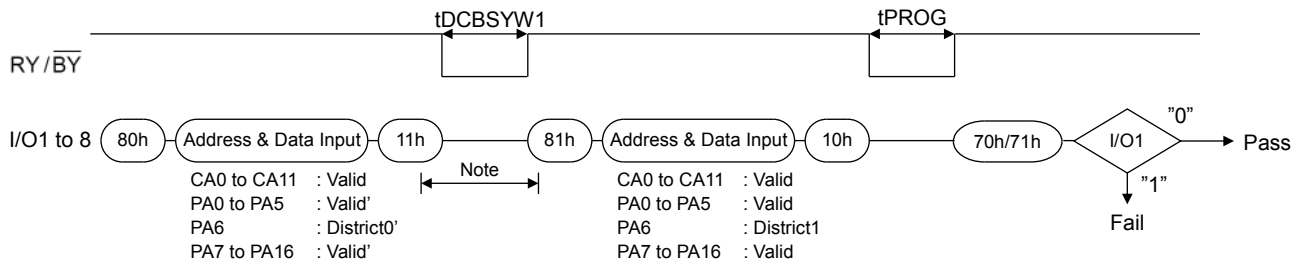 tDCBSYW1
tPROG
RY/BY
I/O1 to 8
80h
Address & Data Input
11h
81h
Address & Data Input
10h
70h/71h
I/O1
"0"
Pass
Note
"1"
Fail
CA0 to CA11 : Valid
PA0 to PA5 : Valid'
PA6 : District0'
PA7 to PA16 : Valid'
CA0 to CA11 : Valid
PA0 to PA5 : Valid
PA6 : District1
PA7 to PA16 : Valid